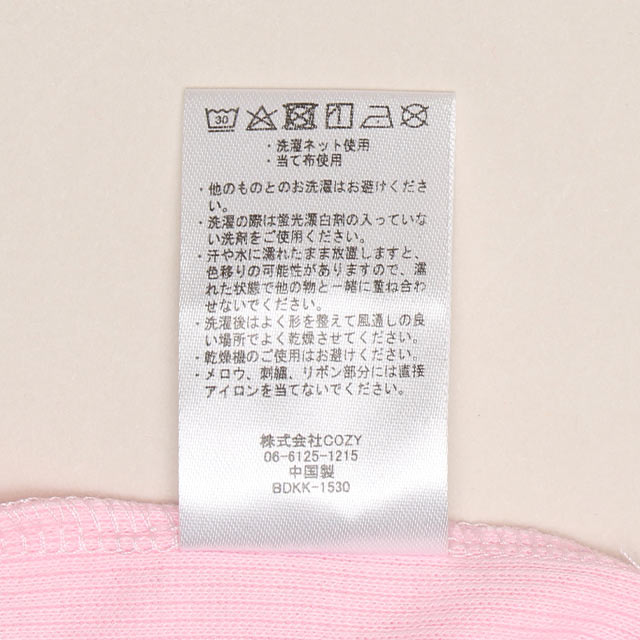 30
・洗濯ネット使用
・当て布使用
・他のものとのお洗濯はお避けくださ
い。
・洗濯の際は蛍光漂白剤の入っていな
い洗剤をご使用ください。
・汗や水に濡れたまま放置しますと、
色移りの可能性がありますので、濡
れた状態で他の物と一緒に重ね合わ
せないでください。
・洗濯後はよく形を整えて風通しの良
い場所でよく乾燥させてください。
・乾燥機のご使用はお避けください。
・メロウ、刺繍、リボン部分には直接
アイロンを当てないでください。
株式会社COZY
06-6125-1215
中国製
BDKK-1530